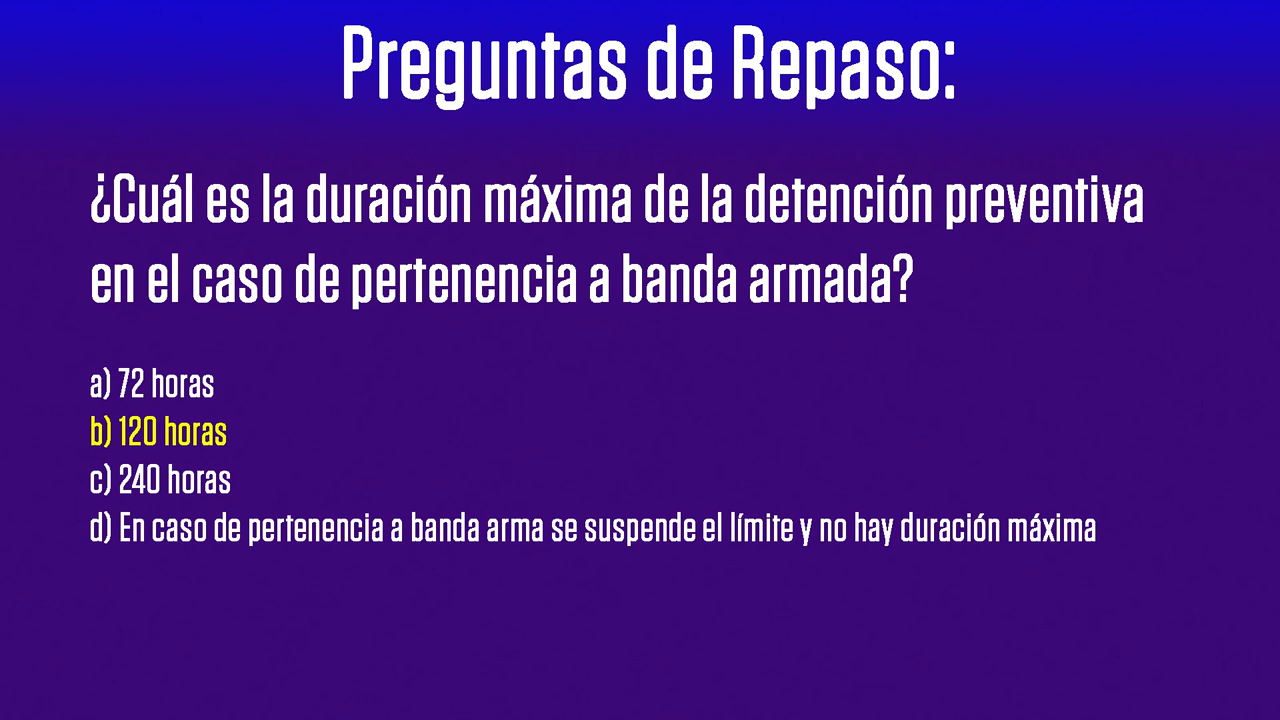 Preguntas de Repaso:
¿Cuál es la duración máxima de la detención preventiva
en el caso de pertenencia a banda armada?
a) 72 horas
b) 120 horas
c) 240 horas
d) En caso de pertenencia a banda arma se suspende el límite y no hay duración máxima